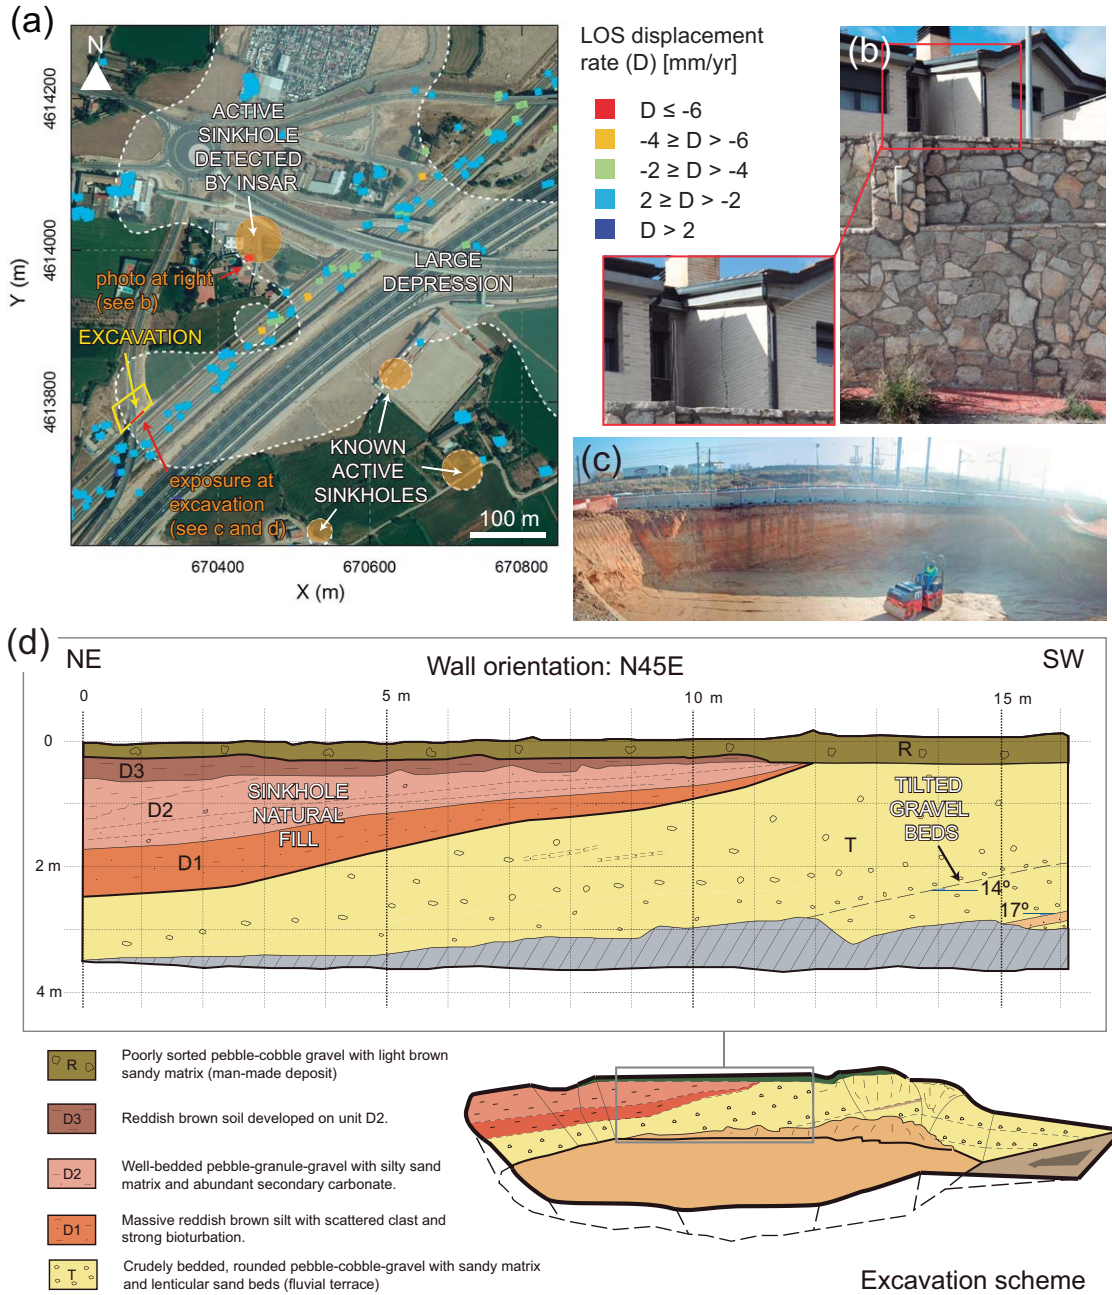 (a)
N
ACTIVE
SINKHOLE
DETECTED
BY INSAR
LARGE
DEPRESSION
photo at right
(see b)
EXCAVATION
KNOWN
ACTIVE
SINKHOLES
exposure at
excavation
(see c and d)
100 m
4614200
4614000
4613800
Y (m)
670400
670600
670800
X (m)
LOS displacement
rate (D) [mm/yr]
D ≤ -6
-4 ≥ D > -6
-2 ≥ D > -4
2 ≥ D > -2
D > 2
(b)
(c)
(d)
NE
Wall orientation: N45E
SW
0
5 m
10 m
15 m
0
2 m
4 m
R
D3
D2
D1
SINKHOLE
NATURAL
FILL
TILTED
GRAVEL
BEDS
T
14º
17º
R
Poorly sorted pebble-cobble gravel with light brown
sandy matrix (man-made deposit)
D3
Reddish brown soil developed on unit D2.
D2
Well-bedded pebble-granule-gravel with silty sand
matrix and abundant secondary carbonate.
D1
Massive reddish brown silt with scattered clast and
strong bioturbation.
T
Crudely bedded, rounded pebble-cobble-gravel with sandy matrix
and lenticular sand beds (fluvial terrace)
Excavation scheme